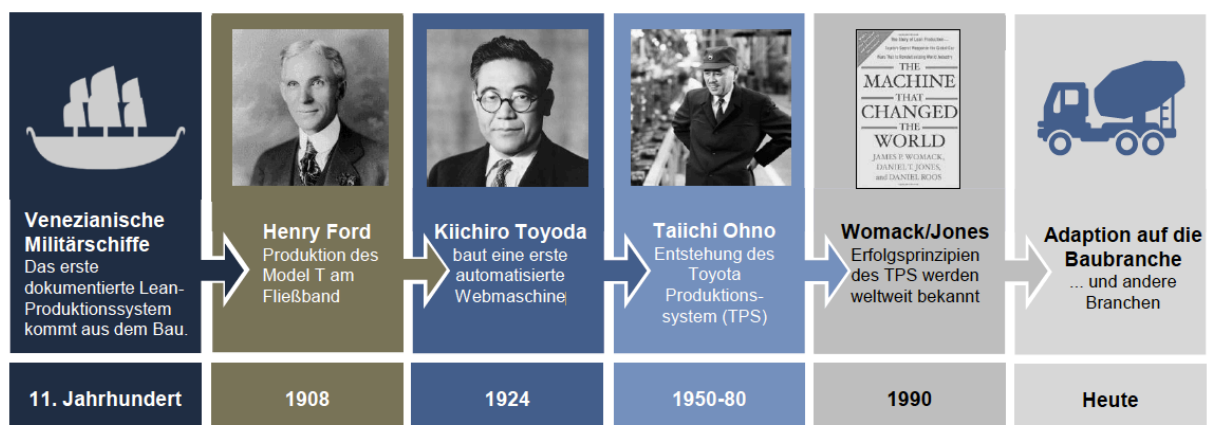 Venezianische
Militärschiffe
Das erste
dokumentierte Lean-
Produktionssystem
kommt aus dem Bau.
11. Jahrhundert
Henry Ford
Produktion des
Model T am
Fließband
1908
Kiichiro Toyoda
baut eine erste
automatisierte
Webmaschine
1924
Taiichi Ohno
Entstehung des
Toyota
Produktions-
system (TPS)
1950-80
THE
MACHINE
THAT
CHANGED
THE
WORLD
JAMES P. WOMACK,
DANIEL T. JONES,
and DANIEL ROOS
Womack/Jones
Erfolgsprinzipien
des TPS werden
weltweit bekannt
1990
Adaption auf die
Baubranche
... und andere
Branchen
Heute